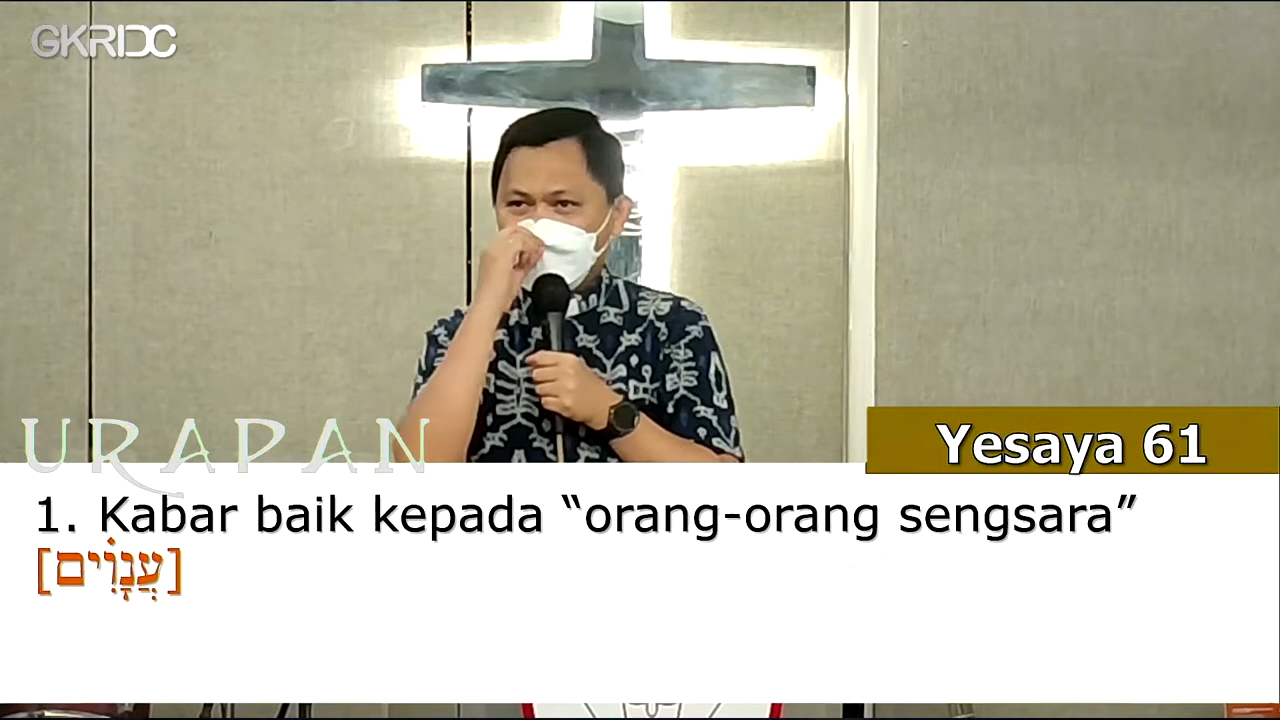 GKRIDC
URAPAN
Yesaya 61
1. Kabar baik kepada “orang-orang sengsara”
[עֲנָוִ֗ים]